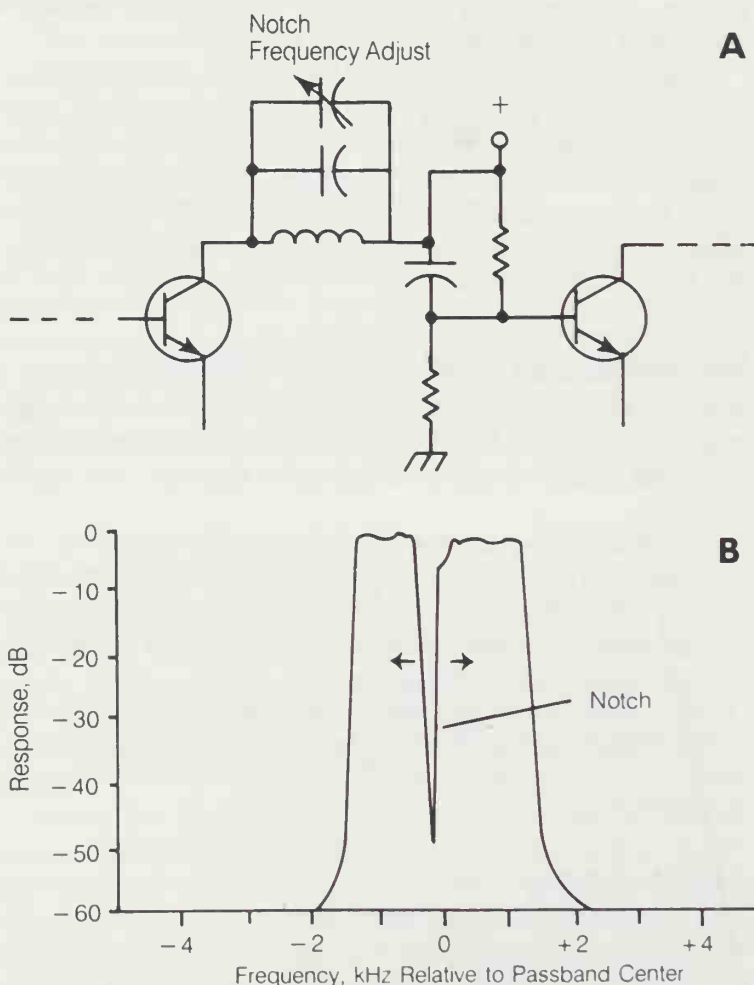 Notch
Frequency Adjust
A
+
B
0
−10
−20
−30
−40
−50
−60
Response, dB
Notch
−4
−2
0
+2
+4
Frequency, kHz Relative to Passband Center